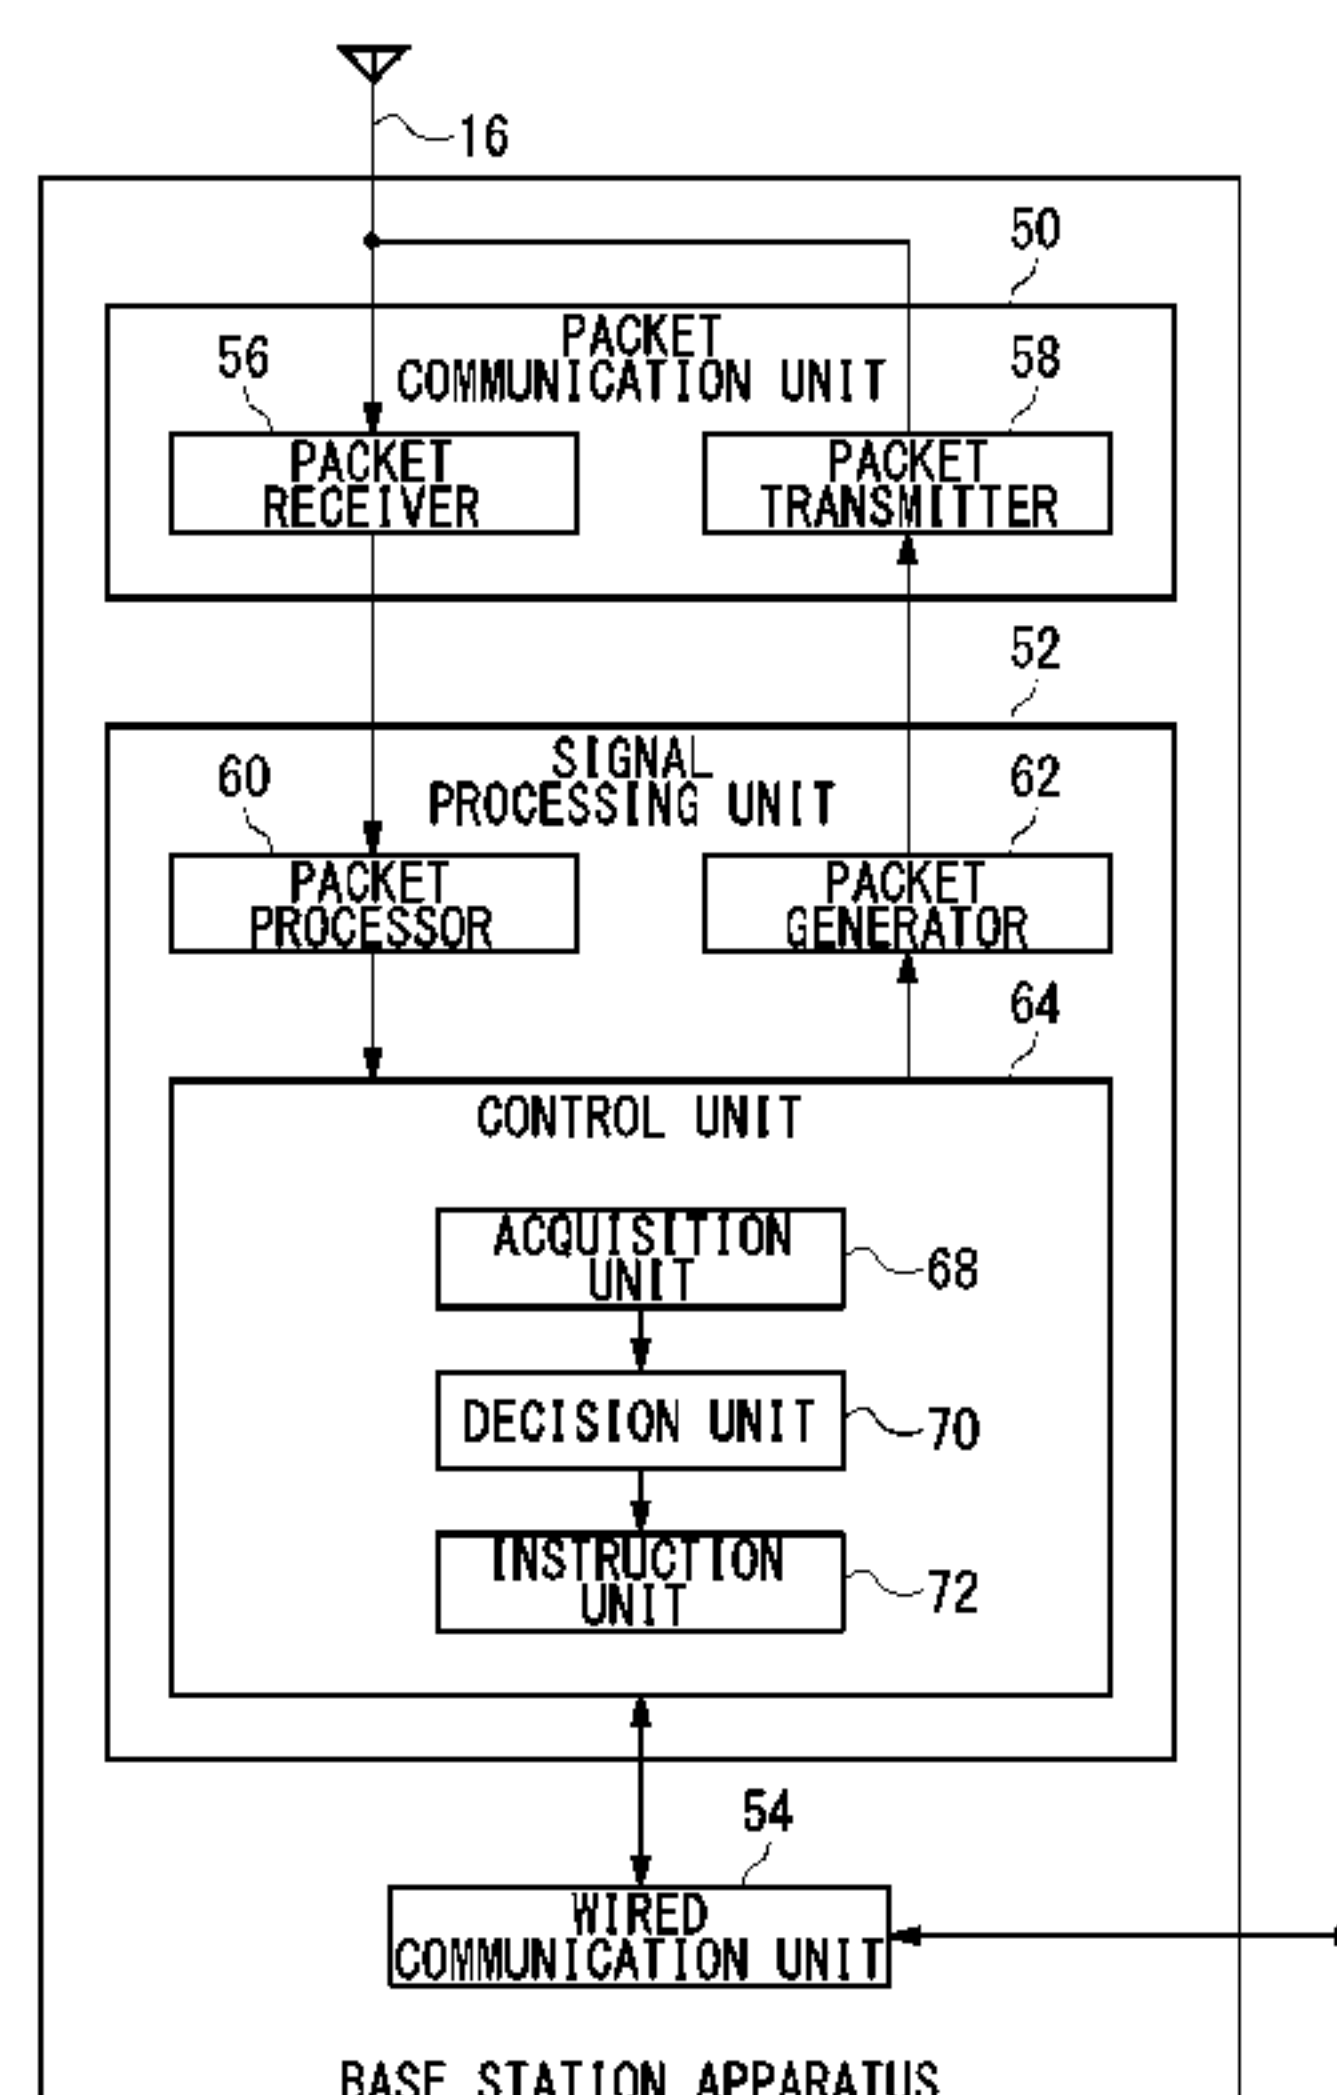 16
50
PACKET
COMMUNICATION UNIT
56
58
PACKET
RECEIVER
PACKET
TRANSMITTER
52
SIGNAL
PROCESSING UNIT
60
62
PACKET
PROCESSOR
PACKET
GENERATOR
64
CONTROL UNIT
ACQUISITION
UNIT
68
DECISION UNIT
70
INSTRUCTION
UNIT
72
54
WIRED
COMMUNICATION UNIT
BASE STATION APPARATUS